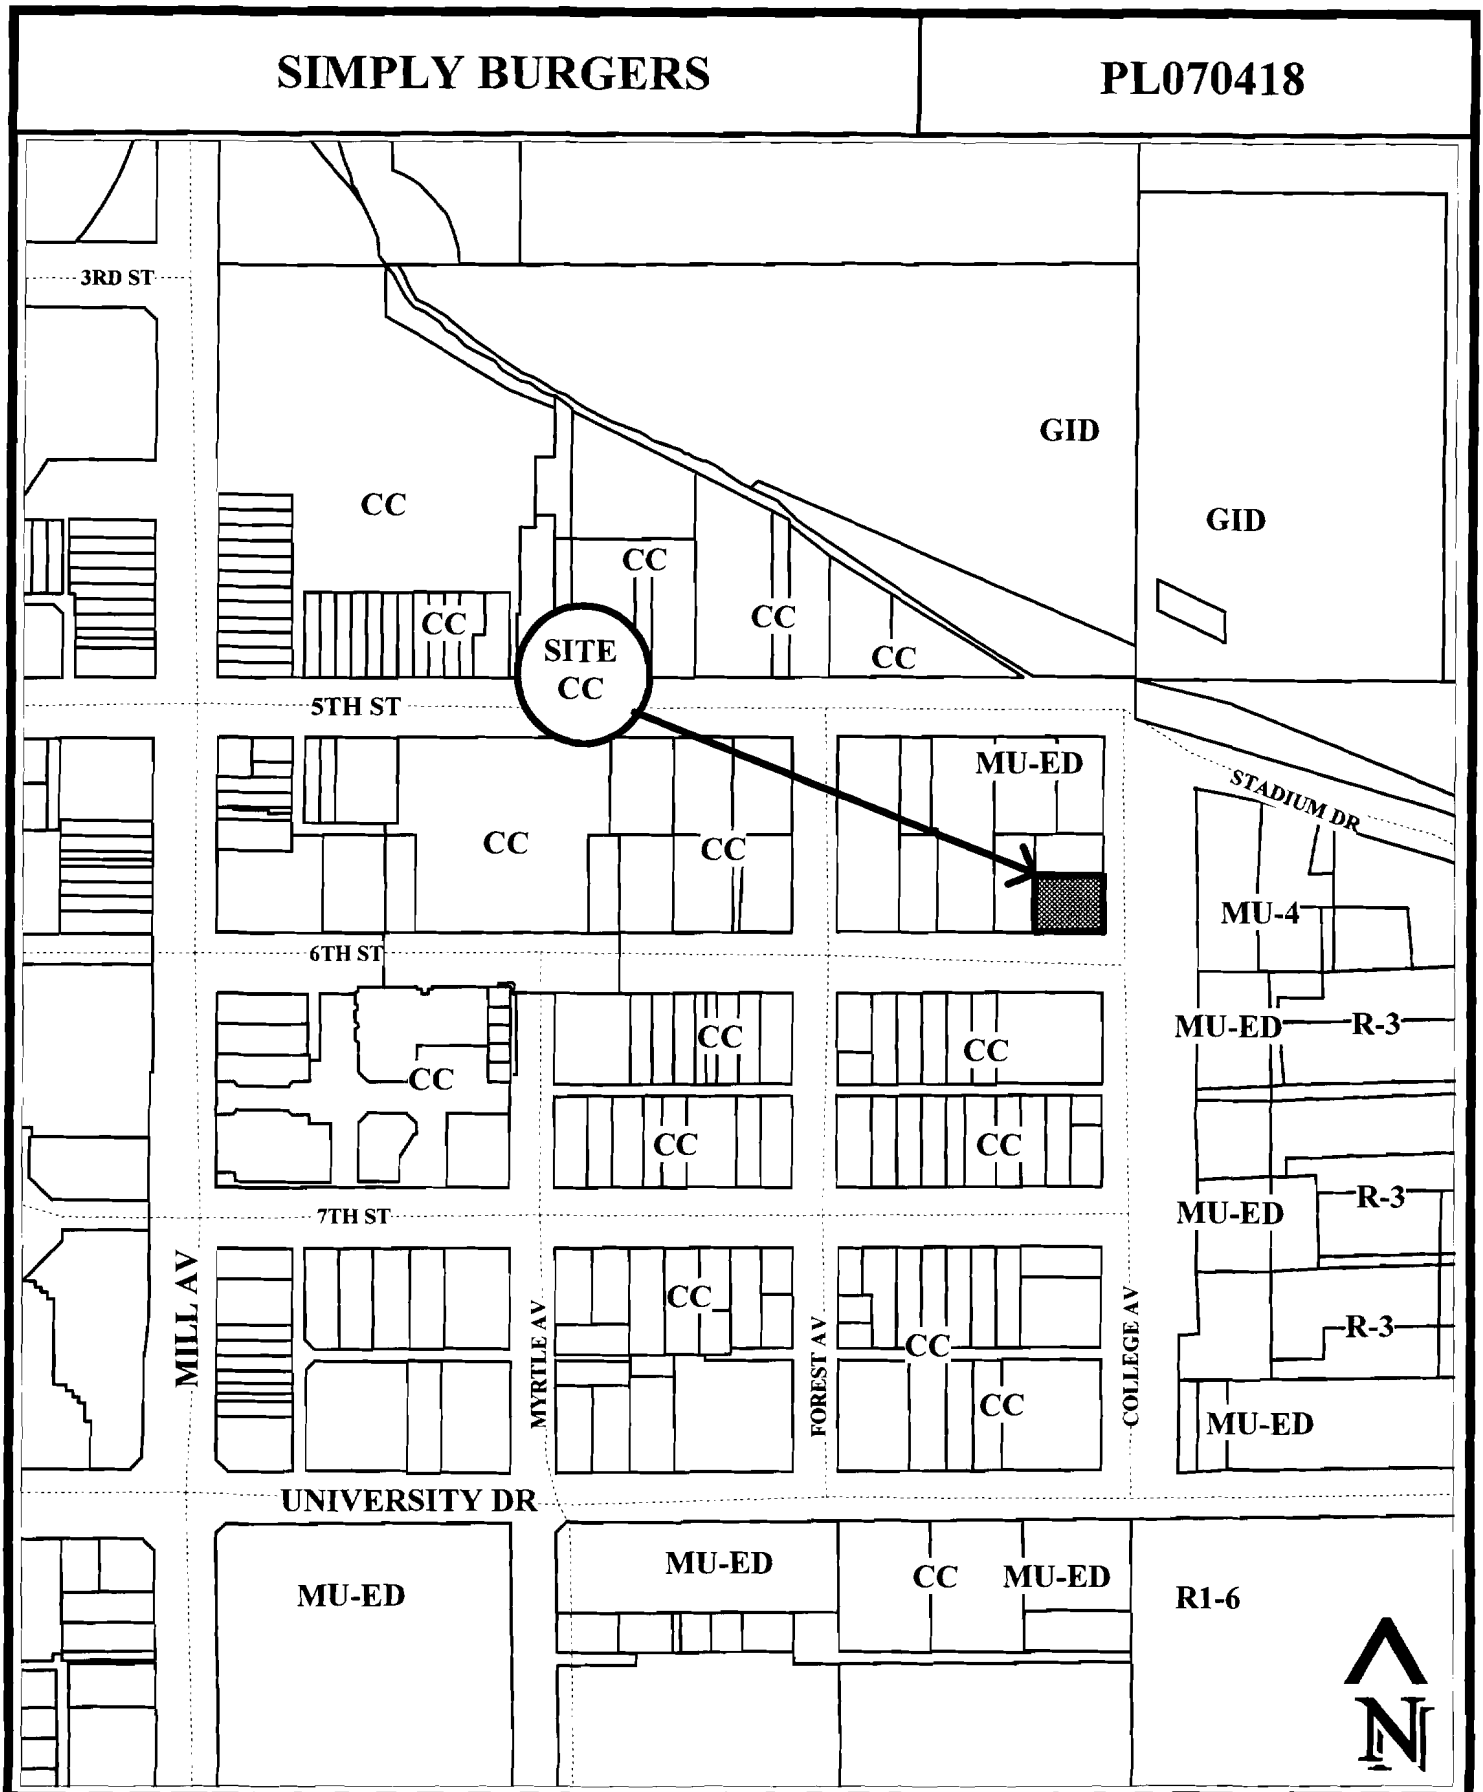 SIMPLY BURGERS
PL070418
3RD ST
GID
CC
GID
CC
CC
CC
CC
SITE
CC
5TH ST
MU-ED
STADIUM DR
CC
CC
MU-4
6TH ST
CC
MU-ED
R-3
CC
CC
CC
CC
MU-ED
R-3
7TH ST
MILL AV
MYRTLE AV
FOREST AV
COLLEGE AV
CC
R-3
CC
CC
MU-ED
UNIVERSITY DR
MU-ED
MU-ED
CC
MU-ED
R1-6
N